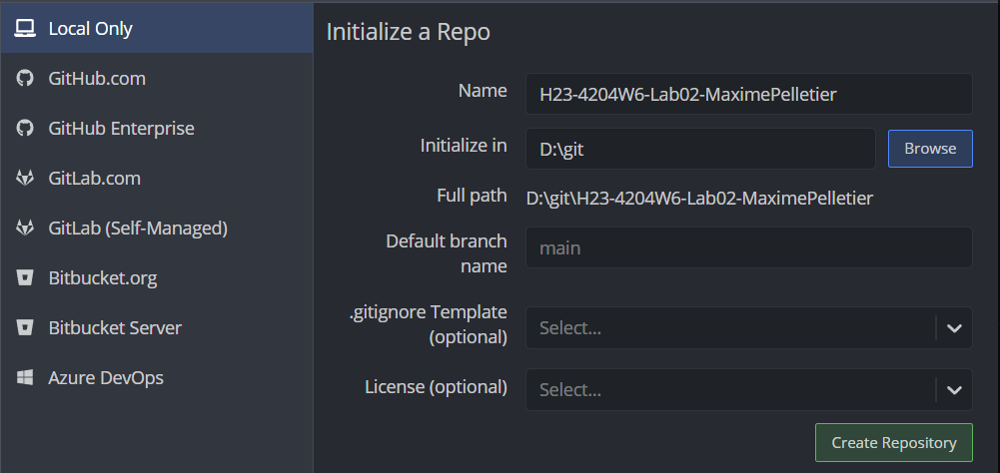 Local Only
GitHub.com
GitHub Enterprise
GitLab.com
GitLab (Self-Managed)
Bitbucket.org
Bitbucket Server
Azure DevOps
Initialize a Repo
Name H23-4204W6-Lab02-MaximePelletier
Initialize in D:\git Browse
Full path D:\git\H23-4204W6-Lab02-MaximePelletier
Default branch
name main
.gitignore Template
(optional) Select...
License (optional) Select...
Create Repository